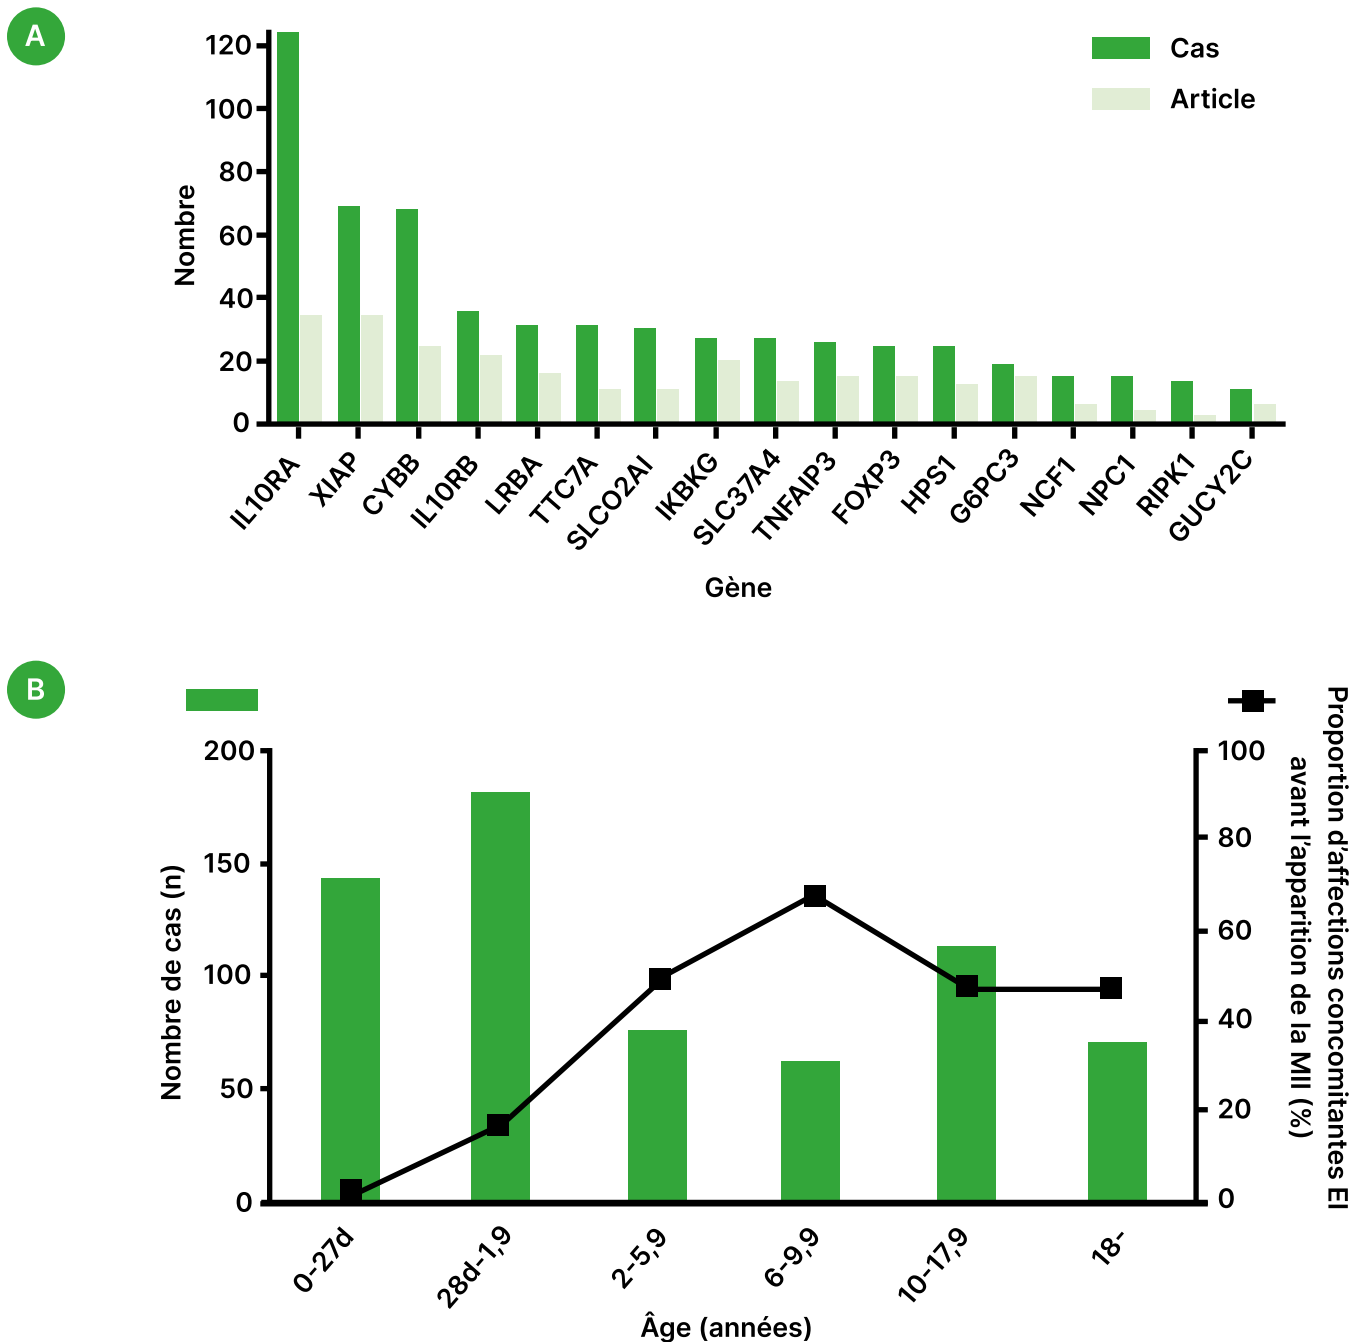 A
Cas
Article
Nombre
120
100
80
60
40
20
0
IL10RA
XIAP
CYBB
IL10RB
LRBA
TTC7A
SLCO2AI
IKBKG
SLC37A4
TNFAIP3
FOXP3
HPS1
G6PC3
NCF1
NPC1
RIPK1
GUCY2C
Gène
B
Nombre de cas (n)
200
150
100
50
0
100
80
60
40
20
0
Proportion d'affections concomitantes EI
avant l'apparition de la MII (%)
0-27d
28d-1,9
2-5,9
6-9,9
10-17,9
18-
Âge (années)